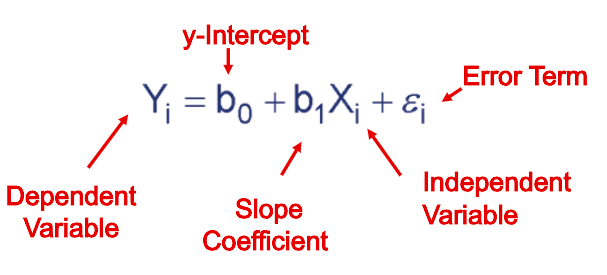 y-Intercept
Error Term
Yi = b0 + b1Xi + εi
Dependent
Variable
Slope
Coefficient
Independent
Variable